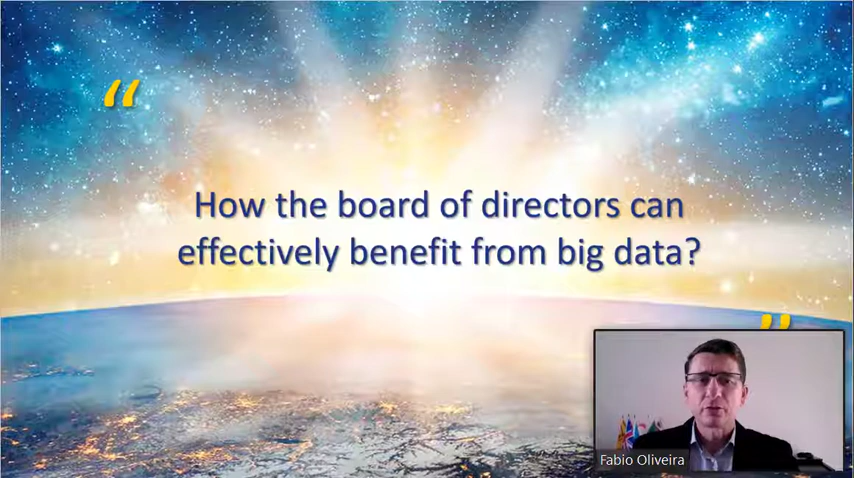 “
How the board of directors can
effectively benefit from big data?
”
Fabio Oliveira